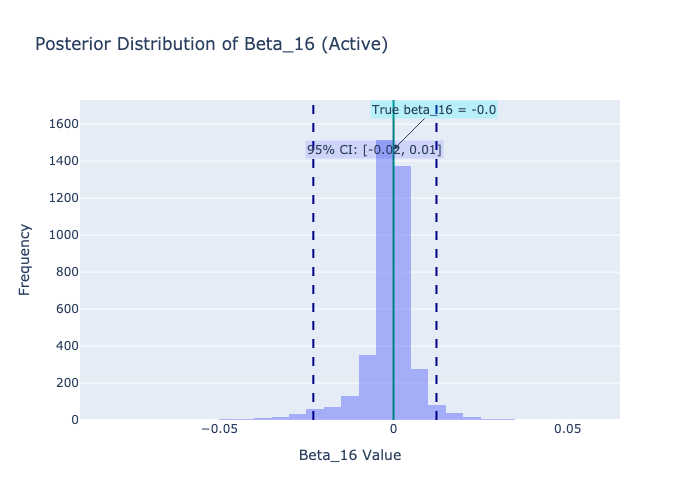 Posterior Distribution of Beta_16 (Active)
True beta_16 = -0.0
95% CI: [-0.02, 0.01]
1600
1400
1200
1000
800
600
400
200
0
Frequency
−0.05 0 0.05
Beta_16 Value